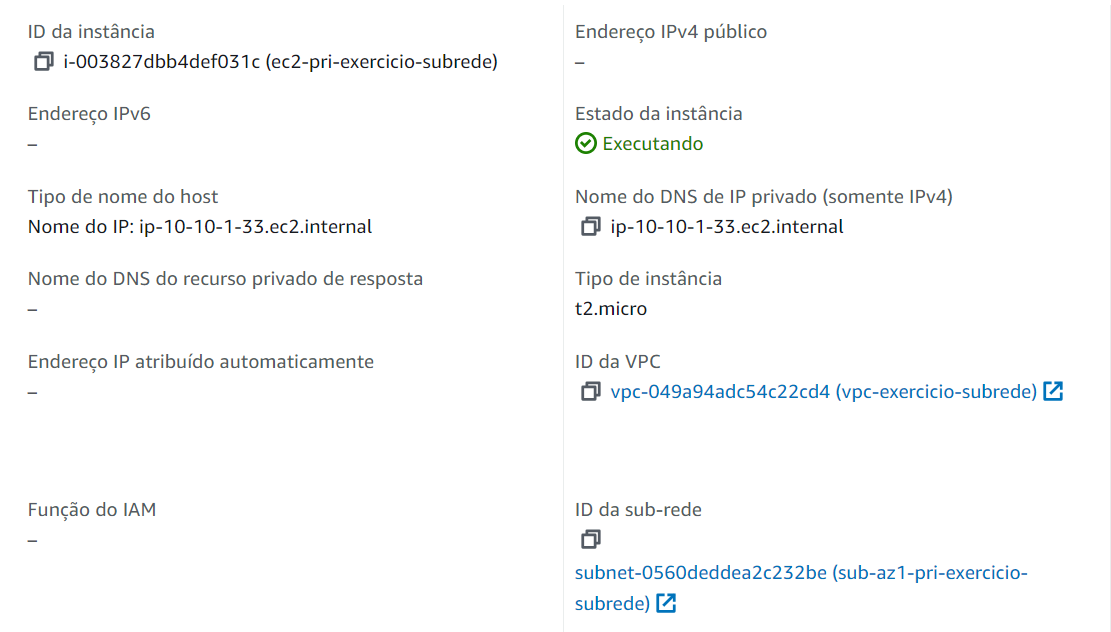 ID da instância
i-003827dbb4def031c (ec2-pri-exercicio-subrede)
Endereço IPv4 público
–
Endereço IPv6
–
Estado da instância
Executando
Tipo de nome do host
Nome do IP: ip-10-10-1-33.ec2.internal
Nome do DNS de IP privado (somente IPv4)
ip-10-10-1-33.ec2.internal
Nome do DNS do recurso privado de resposta
–
Tipo de instância
t2.micro
Endereço IP atribuído automaticamente
–
ID da VPC
vpc-049a94adc54c22cd4 (vpc-exercicio-subrede)
Função do IAM
–
ID da sub-rede
subnet-0560deddea2c232be (sub-az1-pri-exercicio-
subrede)